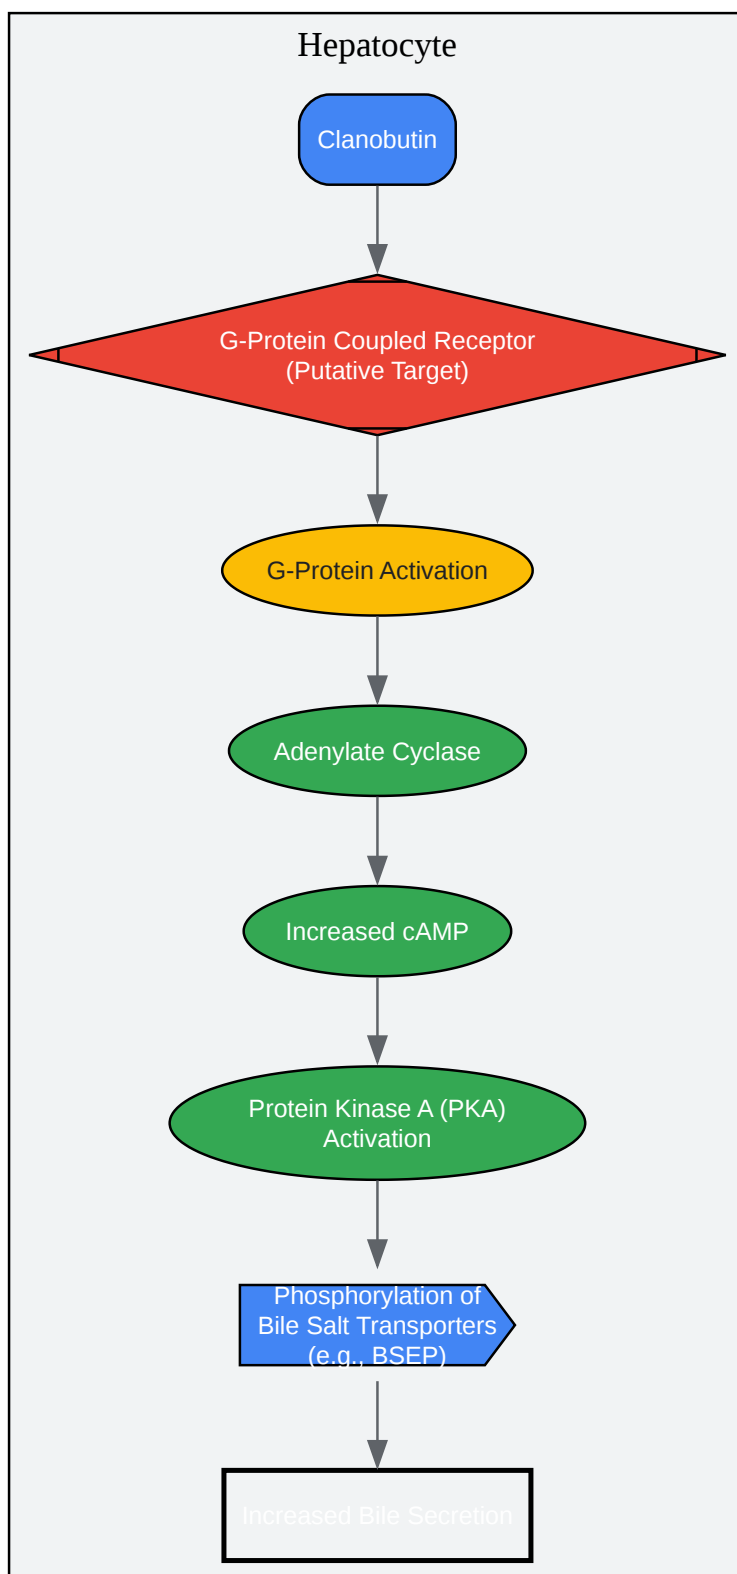 Hepatocyte
Clanobutin
G-Protein Coupled Receptor
(Putative Target)
G-Protein Activation
Adenylate Cyclase
Increased cAMP
Protein Kinase A (PKA)
Activation
Phosphorylation of
Bile Salt Transporters
(e.g., BSEP)
Increased Bile Secretion